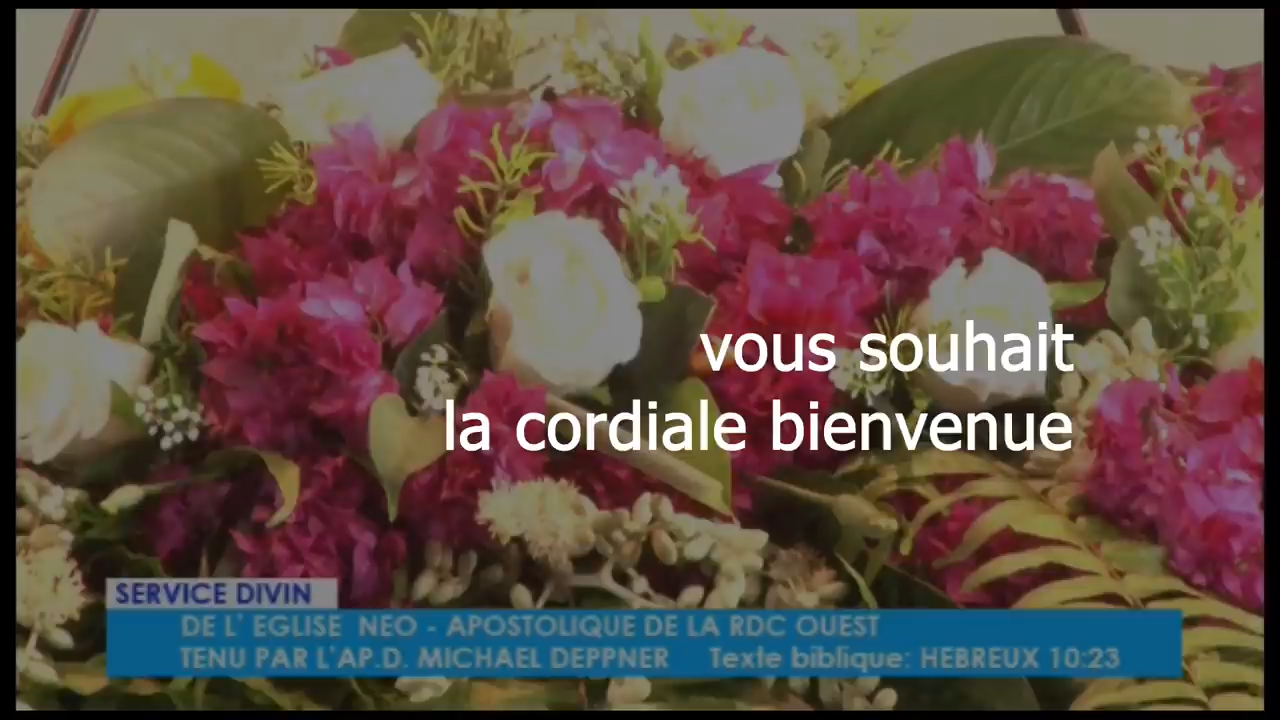 vous souhait
la cordiale bienvenue
SERVICE DIVIN
DE L' EGLISE NEO - APOSTOLIQUE DE LA RDC OUEST
TENU PAR L'AP.D. MICHAEL DEPPNER Texte biblique: HEBREUX 10:23